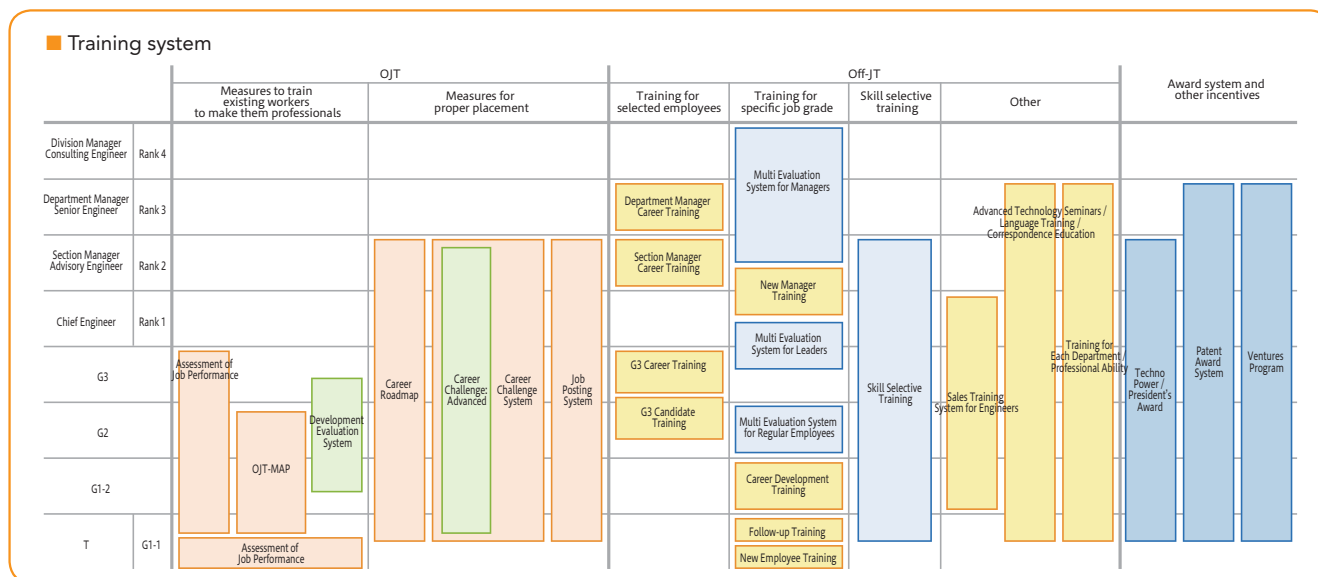 Training system
OJT
Off-JT
Award system and
other incentives
Measures to train
existing workers
to make them professionals
Measures for
proper placement
Training for
selected employees
Training for
specific job grade
Skill selective
training
Other
Division Manager
Consulting Engineer
Rank 4
Department Manager
Senior Engineer
Rank 3
Section Manager
Advisory Engineer
Rank 2
Chief Engineer
Rank 1
G3
G2
G1-2
T
G1-1
Assessment of
Job Performance
OJT-MAP
Development
Evaluation
System
Assessment of
Job Performance
Career
Roadmap
Career
Challenge:
Advanced
Career
Challenge
System
Job
Posting
System
Department Manager
Career Training
Section Manager
Career Training
G3 Career Training
G3 Candidate
Training
Multi Evaluation
System for Managers
New Manager
Training
Multi Evaluation
System for Leaders
Multi Evaluation System
for Regular Employees
Career Development
Training
Follow-up Training
New Employee Training
Skill Selective
Training
Sales Training
System for Engineers
Advanced Technology Seminars /
Language Training /
Correspondence Education
Training for
Each Department /
Professional Ability
Techno
Power /
President's
Award
Patent
Award
System
Ventures
Program